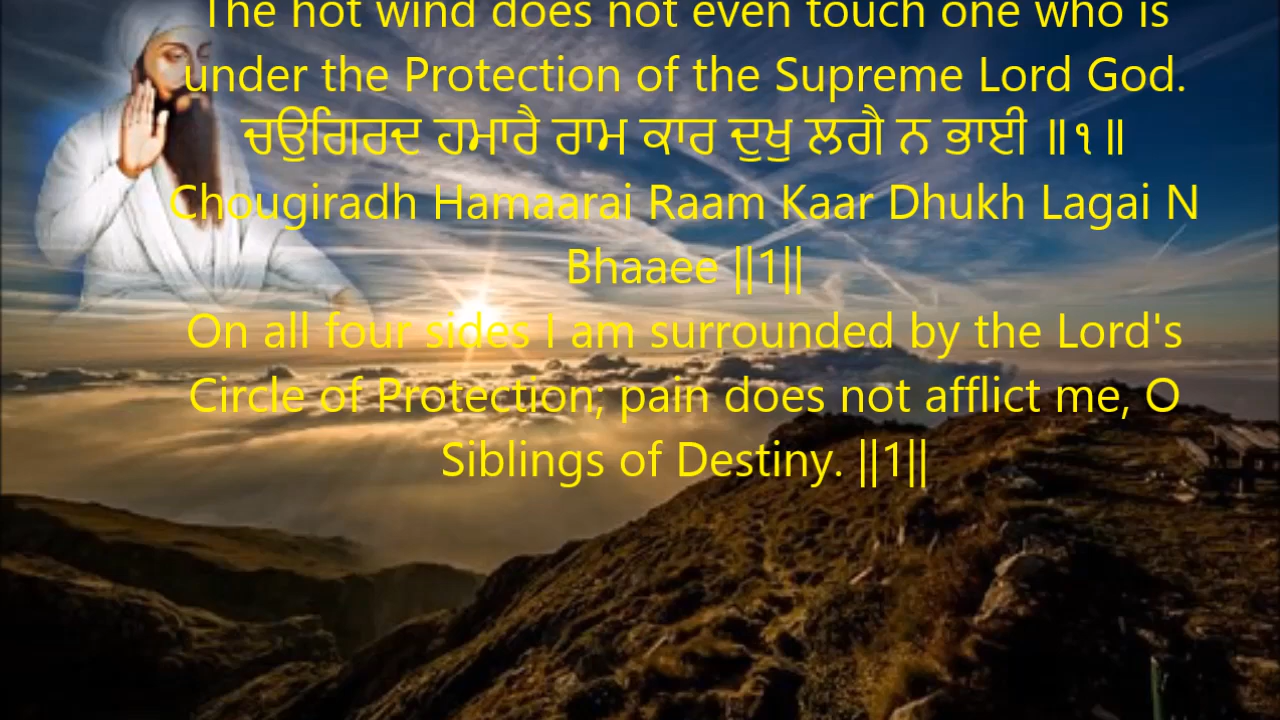 The hot wind does not even touch one who is
under the Protection of the Supreme Lord God.
ਚਉਗਿਰਦ ਹਮਾਰੈ ਰਾਮ ਕਾਰ ਦੁਖੁ ਲਗੈ ਨ ਭਾਈ ॥੧॥
Chougiradh Hamaarai Raam Kaar Dhukh Lagai N
Bhaaee ||1||
On all four sides I am surrounded by the Lord's
Circle of Protection; pain does not afflict me, O
Siblings of Destiny. ||1||